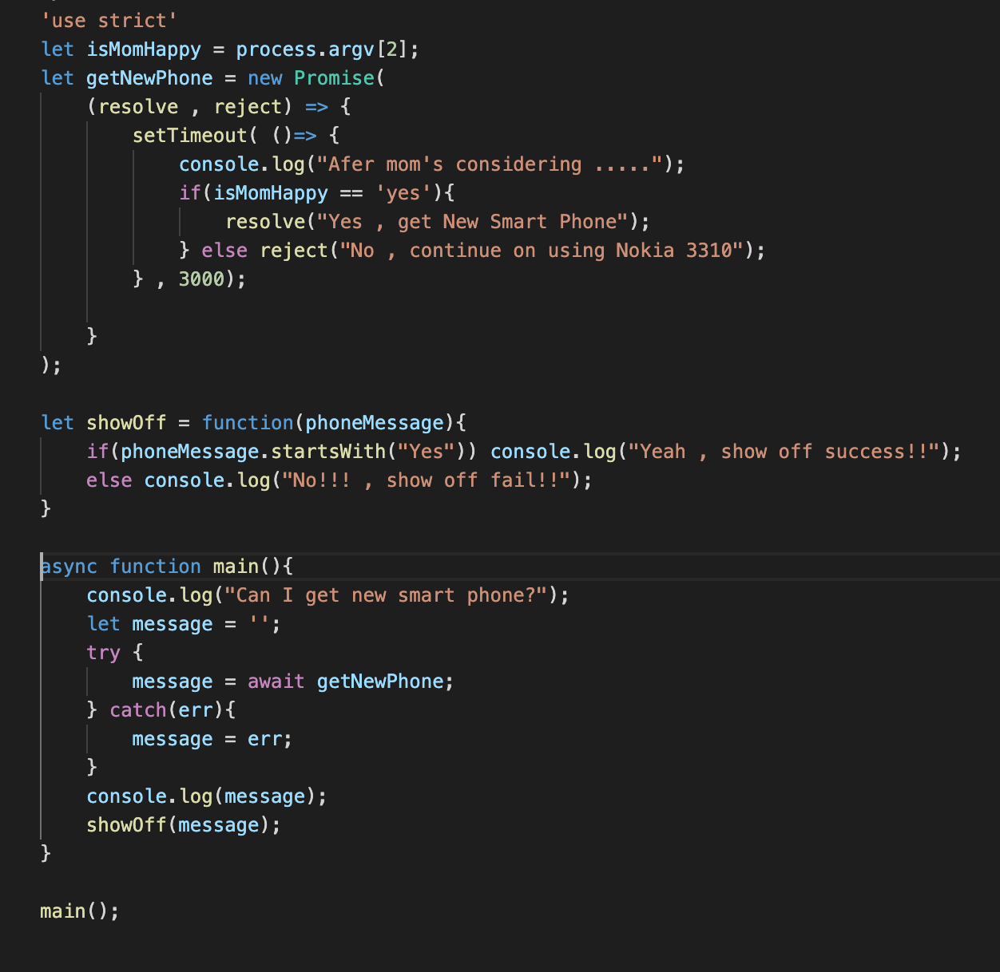 'use strict'
let isMomHappy = process.argv[2];
let getNewPhone = new Promise(
    (resolve , reject) => {
        setTimeout( ()=> {
            console.log("Afer mom's considering .....");
            if(isMomHappy == 'yes'){
                resolve("Yes , get New Smart Phone");
            } else reject("No , continue on using Nokia 3310");
        } , 3000);

    }
);

let showOff = function(phoneMessage){
    if(phoneMessage.startsWith("Yes")) console.log("Yeah , show off success!!");
    else console.log("No!!! , show off fail!!");
}

async function main(){
    console.log("Can I get new smart phone?");
    let message = '';
    try {
        message = await getNewPhone;
    } catch(err){
        message = err;
    }
    console.log(message);
    showOff(message);
}

main();